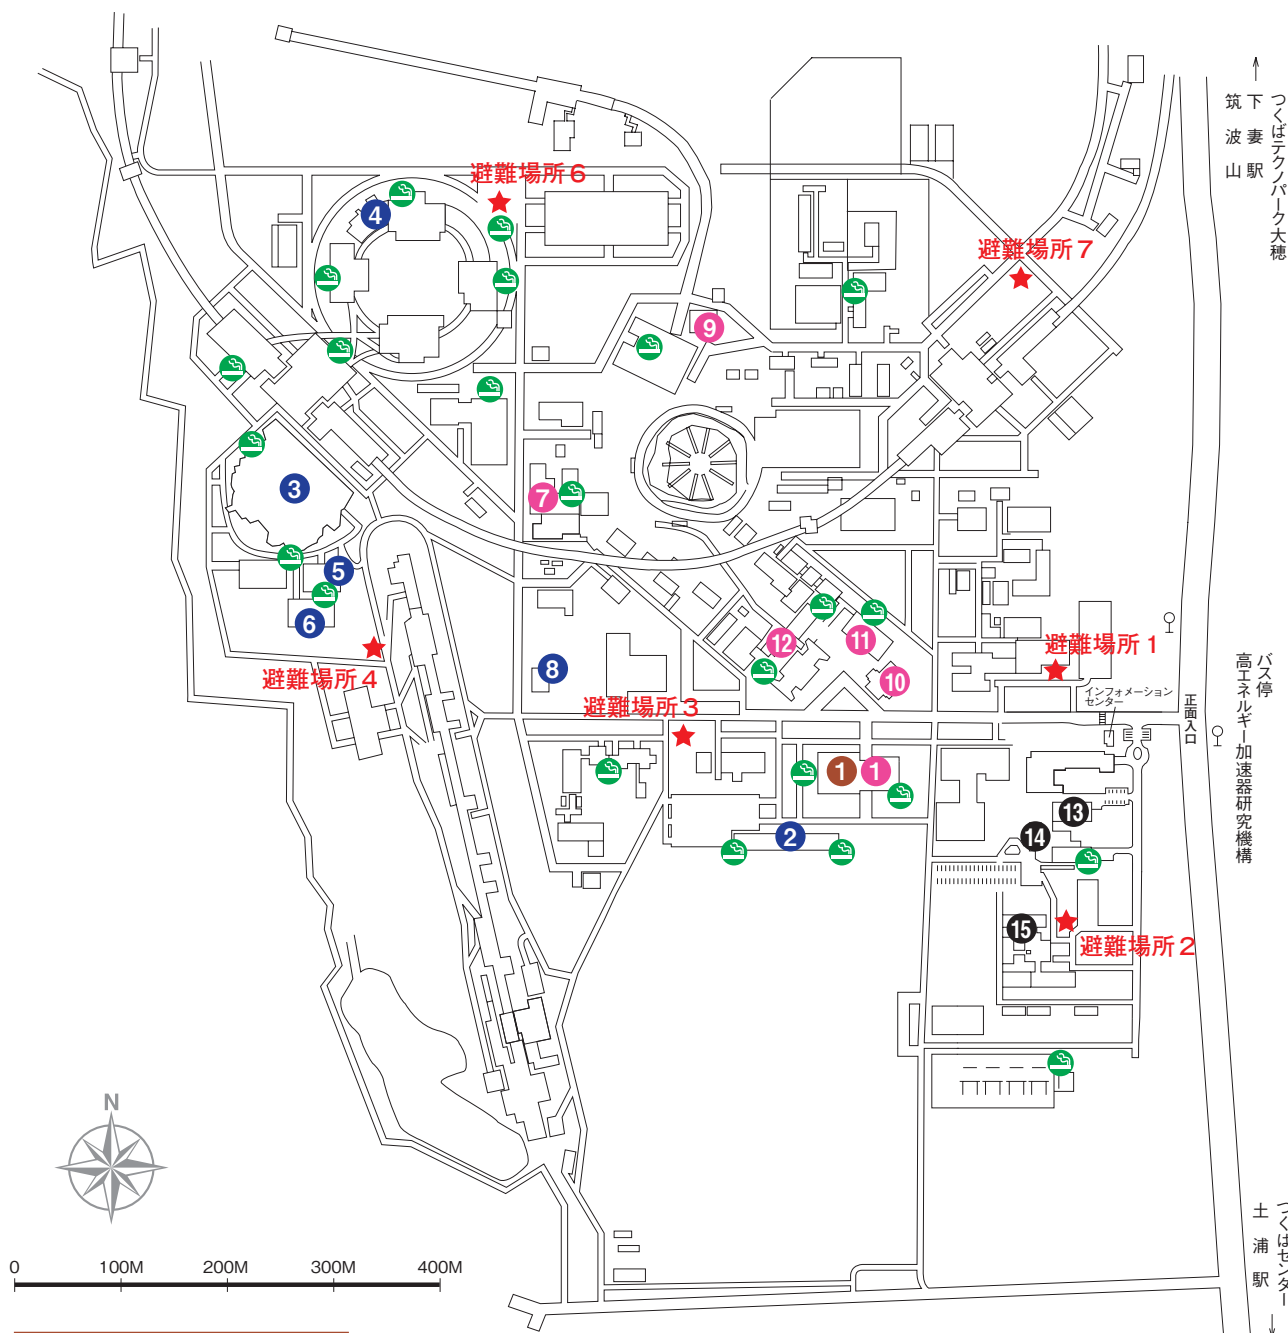 つくばテクノパーク大穂
下妻駅
筑波山
避難場所6
4
避難場所7
9
3
7
5
6
12
11
10
避難場所1
避難場所4
8
避難場所3
インフォメーション
センター
正面入口
バス停
高エネルギー加速器研究機構
1
1
2
13
14
15
避難場所2
N
0 100M 200M 300M 400M
つくばセンター
土浦駅